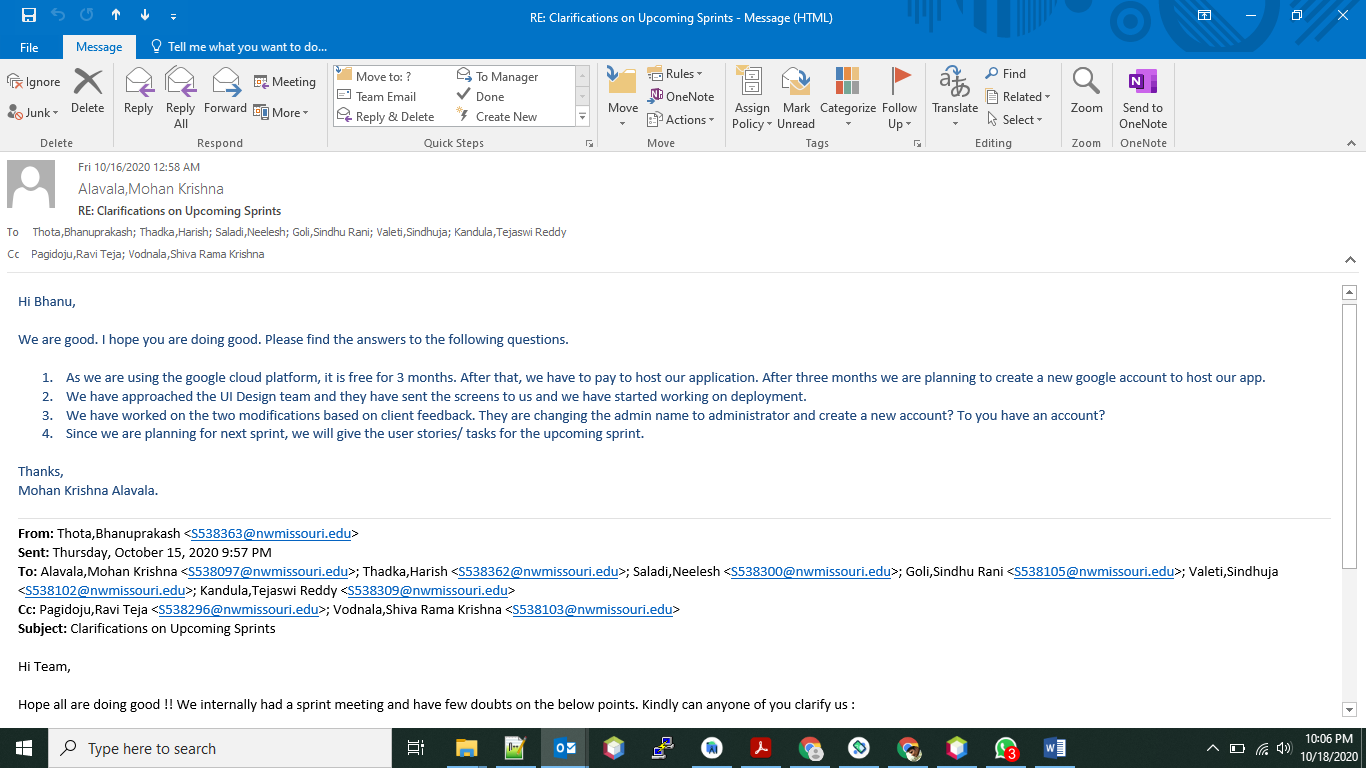 RE: Clarifications on Upcoming Sprints - Message (HTML)
File Message Tell me what you want to do...
Ignore
Junk
Delete
Delete
Reply
Reply All
Forward
Meeting
More
Respond
Move to: ?
Team Email
Reply & Delete
To Manager
Done
Create New
Quick Steps
Move
Rules
OneNote
Actions
Move
Assign Policy
Mark Unread
Categorize
Follow Up
Tags
Translate
Find
Related
Select
Editing
Zoom
Zoom
Send to OneNote
OneNote
Fri 10/16/2020 12:58 AM
Alavala,Mohan Krishna
RE: Clarifications on Upcoming Sprints
To Thota,Bhanuprakash; Thadka,Harish; Saladi,Neelesh; Goli,Sindhu Rani; Valeti,Sindhuja; Kandula,Tejaswi Reddy
Cc Pagidoju,Ravi Teja; Vodnala,Shiva Rama Krishna
Hi Bhanu,
We are good. I hope you are doing good. Please find the answers to the following questions.
1. As we are using the google cloud platform, it is free for 3 months. After that, we have to pay to host our application. After three months we are planning to create a new google account to host our app.
2. We have approached the UI Design team and they have sent the screens to us and we have started working on deployment.
3. We have worked on the two modifications based on client feedback. They are changing the admin name to administrator and create a new account? To you have an account?
4. Since we are planning for next sprint, we will give the user stories/ tasks for the upcoming sprint.
Thanks,
Mohan Krishna Alavala.
From: Thota,Bhanuprakash <S538363@nwmissouri.edu>
Sent: Thursday, October 15, 2020 9:57 PM
To: Alavala,Mohan Krishna <S538097@nwmissouri.edu>; Thadka,Harish <S538362@nwmissouri.edu>; Saladi,Neelesh <S538300@nwmissouri.edu>; Goli,Sindhu Rani <S538105@nwmissouri.edu>; Valeti,Sindhuja
<S538102@nwmissouri.edu>; Kandula,Tejaswi Reddy <S538309@nwmissouri.edu>
Cc: Pagidoju,Ravi Teja <S538296@nwmissouri.edu>; Vodnala,Shiva Rama Krishna <S538103@nwmissouri.edu>
Subject: Clarifications on Upcoming Sprints
Hi Team,
Hope all are doing good !! We internally had a sprint meeting and have few doubts on the below points. Kindly can anyone of you clarify us :
Type here to search
3
10:06 PM
10/18/2020